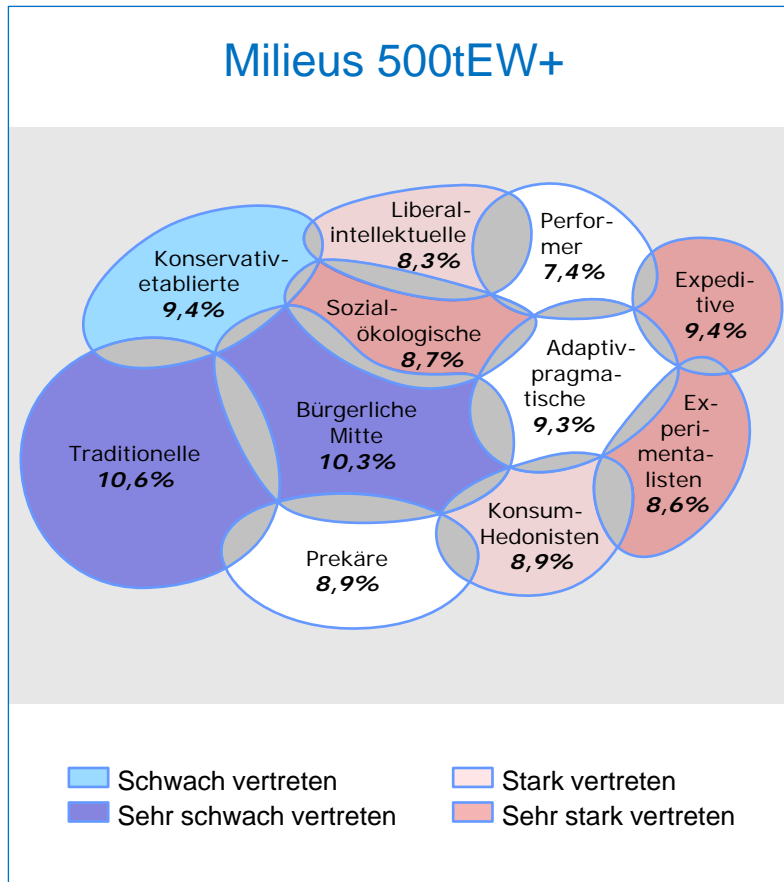 Milieus 500tEW+
Liberal-
intellektuelle
8,3%
Perfor-
mer
7,4%
Konservativ-
etablierte
9,4%
Expedi-
tive
9,4%
Sozial-
ökologische
8,7%
Adaptiv-
pragma-
tische
9,3%
Bürgerliche
Mitte
10,3%
Traditionelle
10,6%
Ex-
peri-
menta-
listen
8,6%
Konsum-
Hedonisten
8,9%
Prekäre
8,9%
Schwach vertreten
Sehr schwach vertreten
Stark vertreten
Sehr stark vertreten